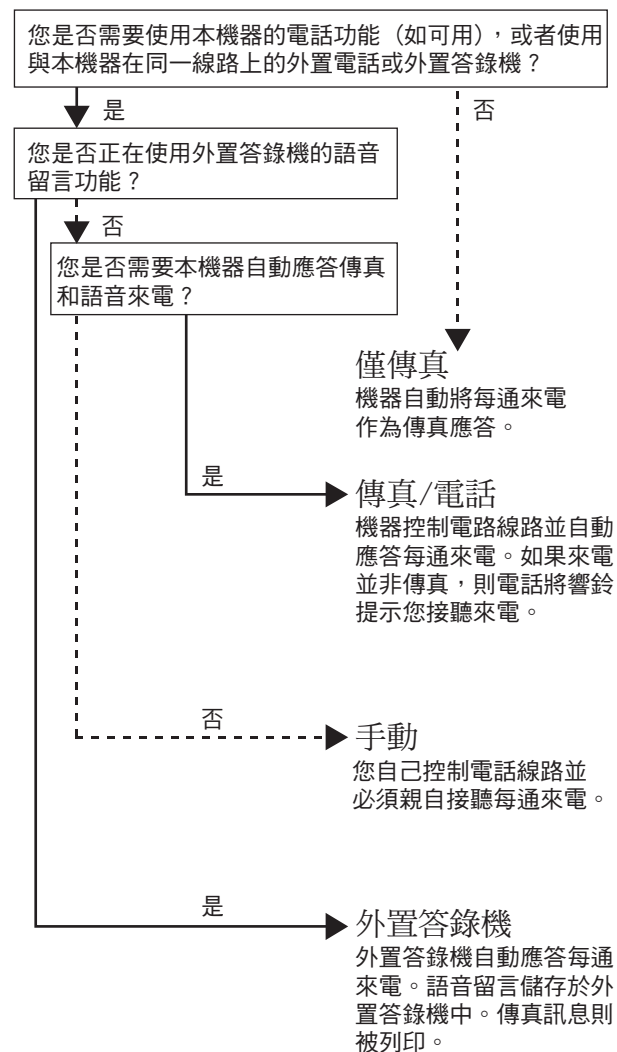 您是否需要使用本機器的電話功能（如可用），或者使用
與本機器在同一線路上的外置電話或外置答錄機？
是
否
您是否正在使用外置答錄機的語音
留言功能？
否
您是否需要本機器自動應答傳真
和語音來電？
僅傳真
機器自動將每通來電
作為傳真應答。
是
傳真/電話
機器控制電路線路並自動
應答每通來電。如果來電
並非傳真，則電話將響鈴
提示您接聽來電。
否
手動
您自己控制電話線路並
必須親自接聽每通來電。
是
外置答錄機
外置答錄機自動應答每通
來電。語音留言儲存於外
置答錄機中。傳真訊息則
被列印。